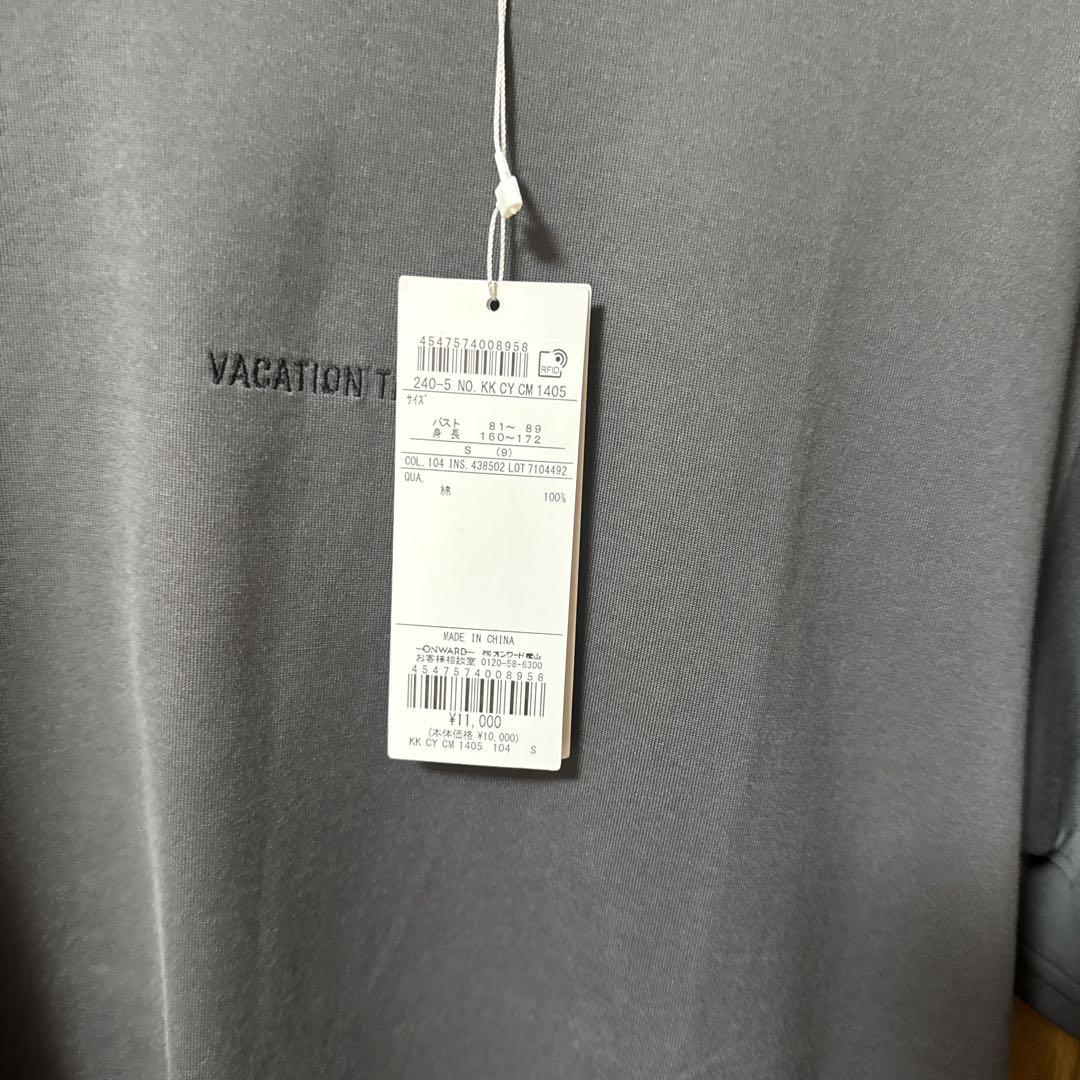 VACATION
4547574008958
RFID
240-5 NO. KK CY CM 1405
サイズ
バスト 81~ 89
身長 160~172
S (9)
COL. 104 INS. 438502 LOT 7104492
QUA.
綿 100%
MADE IN CHINA
ONWARD ㈱オンワード樫山
お客様相談室 0120-58-6300
4547574008958
¥11,000
(本体価格 ¥10,000)
KK CY CM 1405 104 S